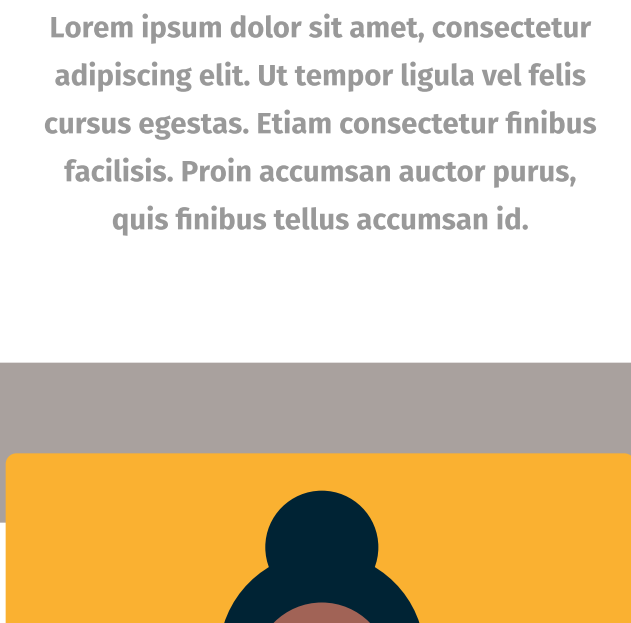 Lorem ipsum dolor sit amet, consectetur
adipiscing elit. Ut tempor ligula vel felis
cursus egestas. Etiam consectetur finibus
facilisis. Proin accumsan auctor purus,
quis finibus tellus accumsan id.